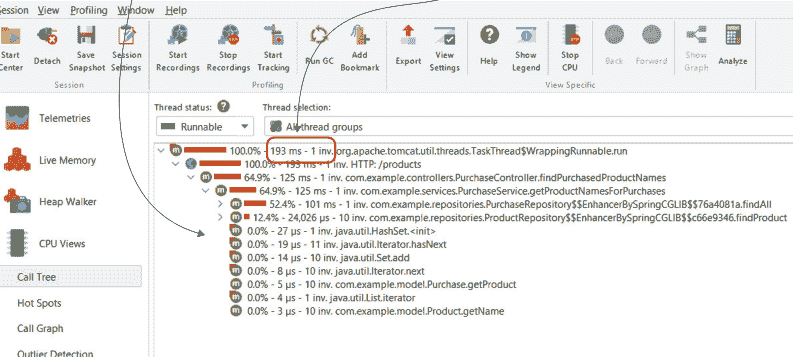 Session View Profiling Window Help
Start Center Detach Save Snapshot Session Settings Start Recordings Stop Recordings Start Tracking Run GC Add Bookmark Export View Settings Help Show Legend Stop CPU Back Forward Show Graph Analyze
Session Profiling View Specific
Thread status: Thread selection:
Runnable All thread groups
Telemetries
Live Memory
Heap Walker
CPU Views
Call Tree
Hot Spots
Call Graph
Outlier Detection
100.0% - 193 ms - 1 inv. org.apache.tomcat.util.threads.TaskThread$WrappingRunnable.run
100.0% - 193 ms - 1 inv. HTTP: /products
64.9% - 125 ms - 1 inv. com.example.controllers.PurchaseController.findPurchasedProductNames
64.9% - 125 ms - 1 inv. com.example.services.PurchaseService.getProductNamesForPurchases
52.4% - 101 ms - 1 inv. com.example.repositories.PurchaseRepository$$EnhancerBySpringCGLIB$$76a4081a.findAll
12.4% - 24,026 µs - 10 inv. com.example.repositories.ProductRepository$$EnhancerBySpringCGLIB$$c66e9346.findProduct
0.0% - 27 µs - 1 inv. java.util.HashSet.<init>
0.0% - 19 µs - 11 inv. java.util.Iterator.hasNext
0.0% - 14 µs - 10 inv. java.util.Set.add
0.0% - 8 µs - 10 inv. java.util.Iterator.next
0.0% - 5 µs - 10 inv. com.example.model.Purchase.getProduct
0.0% - 4 µs - 1 inv. java.util.List.iterator
0.0% - 3 µs - 10 inv. com.example.model.Product.getName